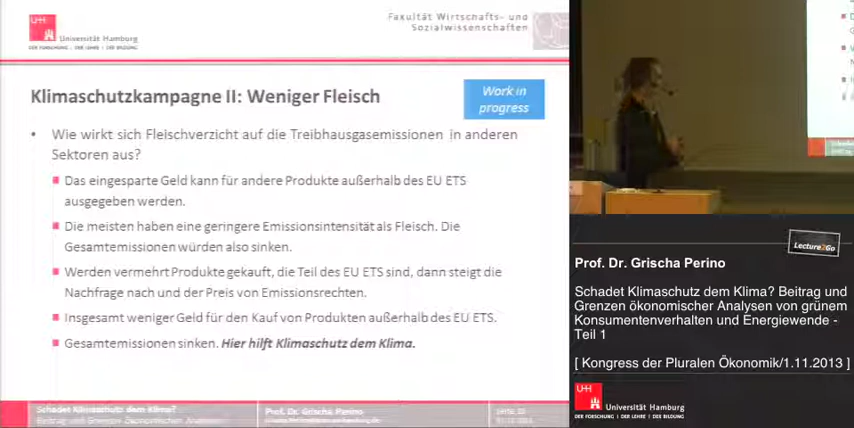 UH
Universität Hamburg
DER FORSCHUNG | DER LEHRE | DER BILDUNG
Fakultät Wirtschafts- und
Sozialwissenschaften
Klimaschutzkampagne II: Weniger Fleisch
Work in
progress
• Wie wirkt sich Fleischverzicht auf die Treibhausgasemissionen in anderen
Sektoren aus?
Das eingesparte Geld kann für andere Produkte außerhalb des EU ETS
ausgegeben werden.
Die meisten haben eine geringere Emissionsintensität als Fleisch. Die
Gesamtemissionen würden also sinken.
Werden vermehrt Produkte gekauft, die Teil des EU ETS sind, dann steigt die
Nachfrage nach und der Preis von Emissionsrechten.
Insgesamt weniger Geld für den Kauf von Produkten außerhalb des EU ETS.
Gesamtemissionen sinken. Hier hilft Klimaschutz dem Klima.
Schadet Klimaschutz dem Klima?
Beitrag und Grenzen ökonomischer
Prof. Dr. Grischa Perino
Lecture2Go
Prof. Dr. Grischa Perino
Schadet Klimaschutz dem Klima? Beitrag und
Grenzen ökonomischer Analysen von grünem
Konsumentenverhalten und Energiewende -
Teil 1
[ Kongress der Pluralen Ökonomik/1.11.2013 ]
UH
Universität Hamburg
DER FORSCHUNG | DER LEHRE | DER BILDUNG